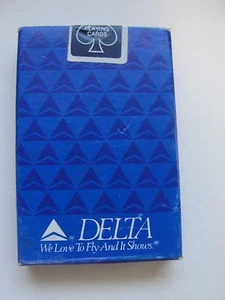 PLAYING
CARDS
DELTA
We Love To Fly And It Shows.